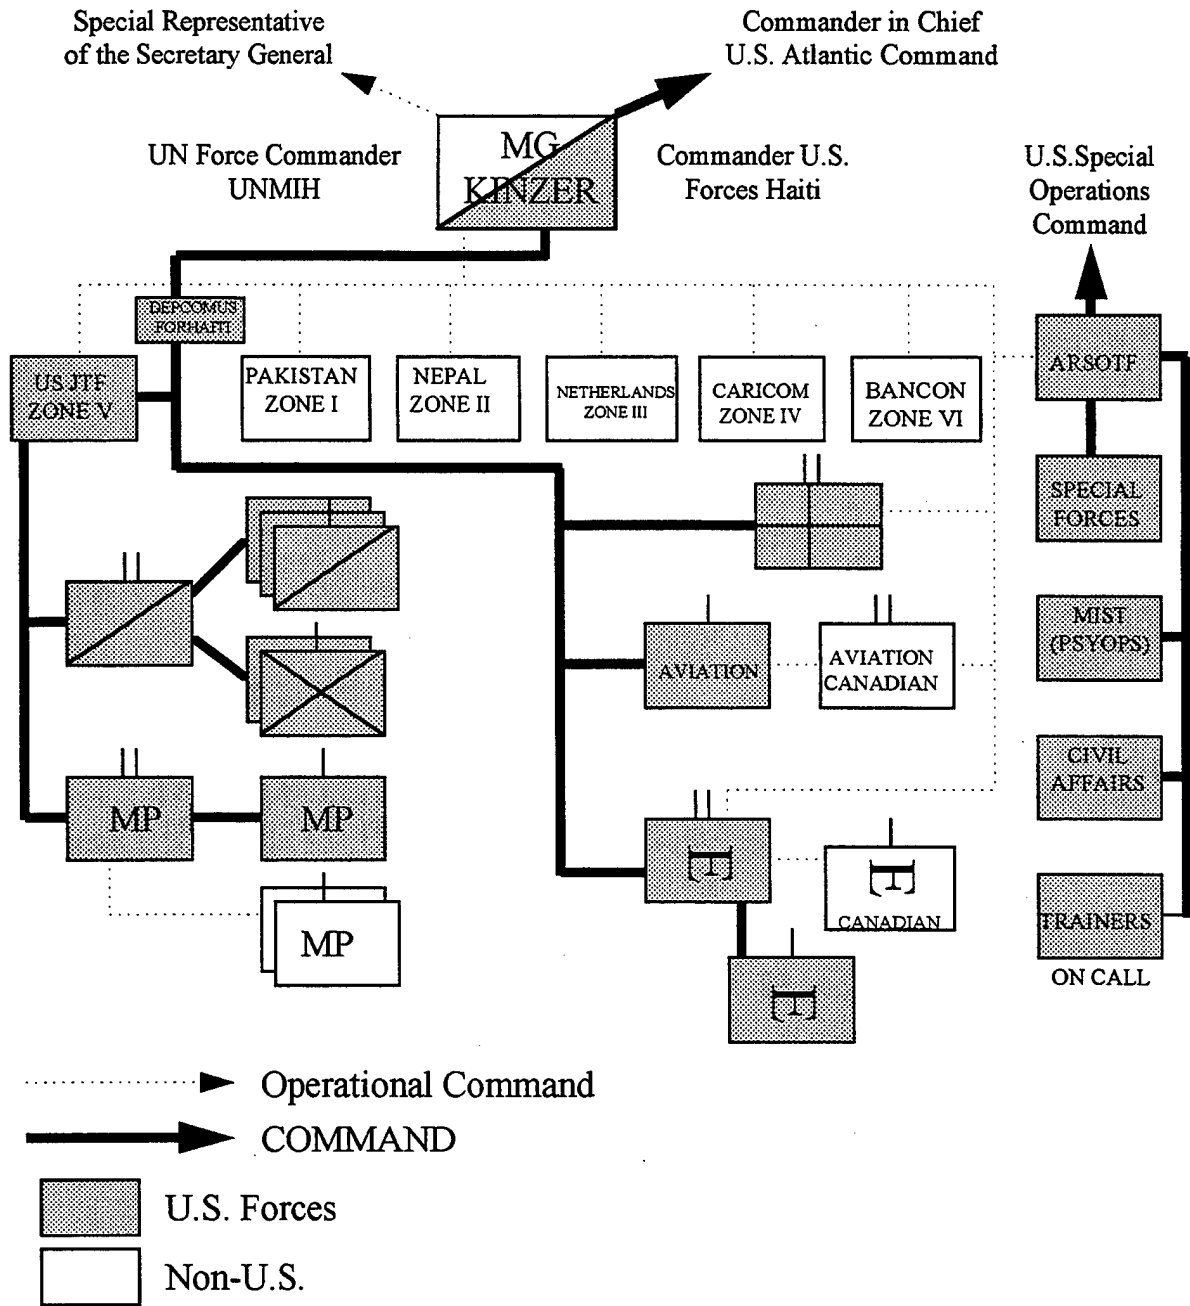 Special Representative
of the Secretary General
Commander in Chief
U.S. Atlantic Command
MG
KINZER
UN Force Commander
UNMIH
Commander U.S.
Forces Haiti
U.S.Special
Operations
Command
DEPCOMUS
FORHAITI
US JTF
ZONE V
PAKISTAN
ZONE I
NEPAL
ZONE II
NETHERLANDS
ZONE III
CARICOM
ZONE IV
BANCON
ZONE VI
ARSOTF
SPECIAL
FORCES
MIST
(PSYOPS)
CIVIL
AFFAIRS
TRAINERS
ON CALL
AVIATION
AVIATION
CANADIAN
MP
MP
MP
CANADIAN
Operational Command
COMMAND
U.S. Forces
Non-U.S.